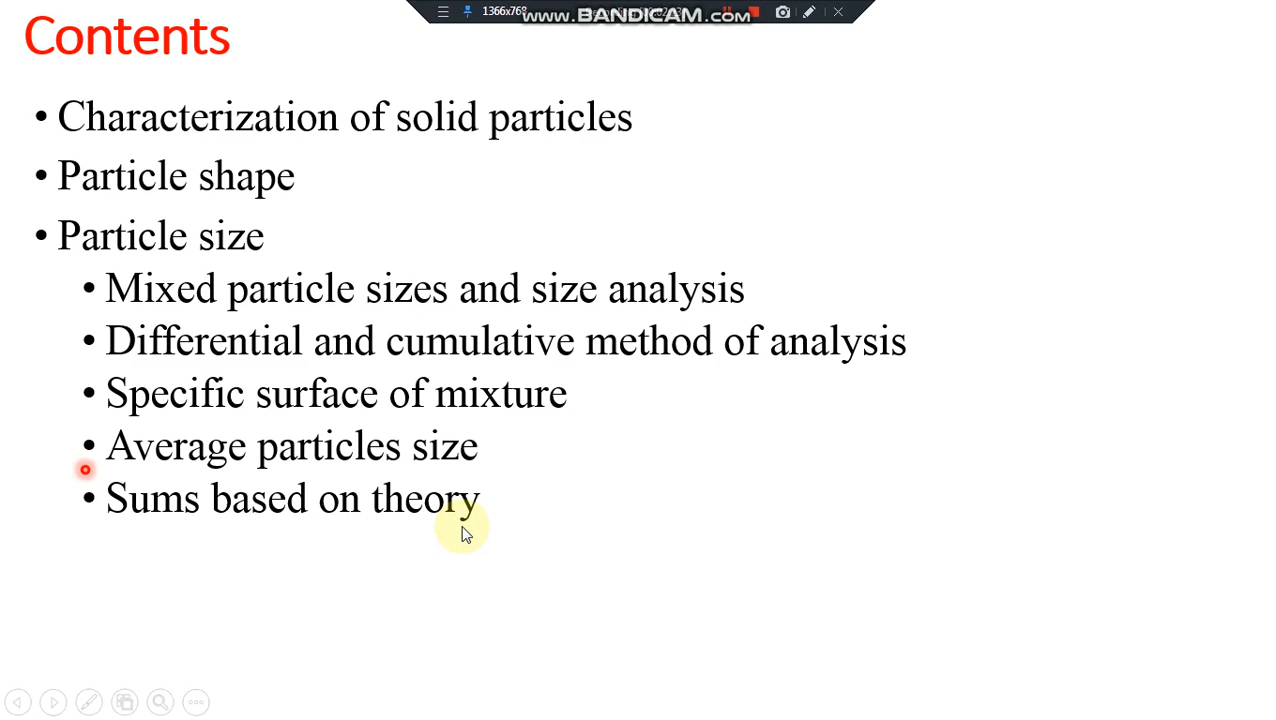 1366x768
www.BANDICAM.com
Contents
• Characterization of solid particles
• Particle shape
• Particle size
• Mixed particle sizes and size analysis
• Differential and cumulative method of analysis
• Specific surface of mixture
• Average particles size
• Sums based on theory